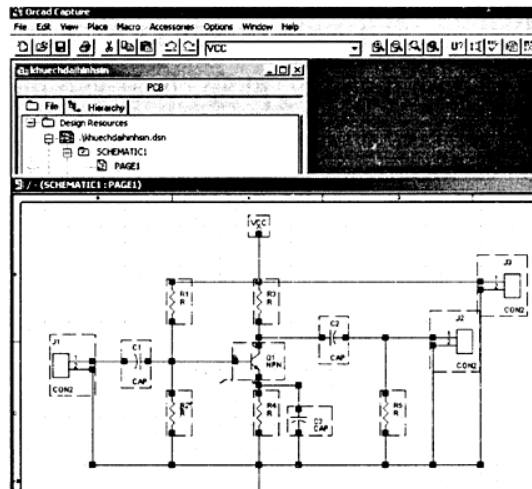 Orcad Capture
File Edit View Place Macro Accessories Options Window Help
VCC
U?
khuechdaihinhsin
PCB
File Hierarchy
Design Resources
.\khuechdaihinhsin.dsn
SCHEMATIC1
PAGE1
/ - (SCHEMATIC1 : PAGE1)
VCC
J3
CON2
R1
R
R3
R
J1
CON2
C1
CAP
C2
CAP
J2
CON2
Q1
NPN
R2
R
R4
R
C3
CAP
R5
R